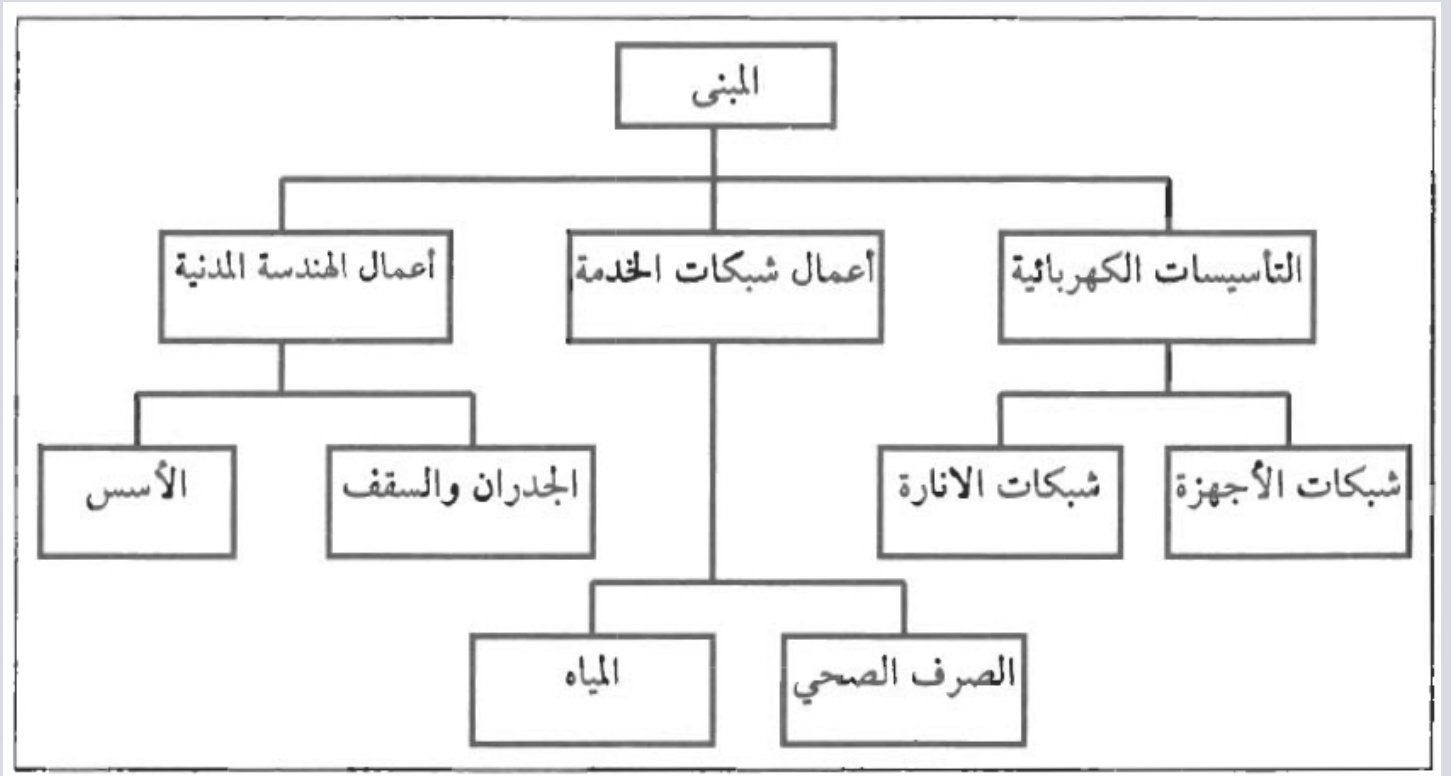 المبنى
التأسيسات الكهربائية
أعمال شبكات الخدمة
أعمال الهندسة المدنية
شبكات الأجهزة
شبكات الانارة
الجدران والسقف
الأسس
الصرف الصحي
المياه